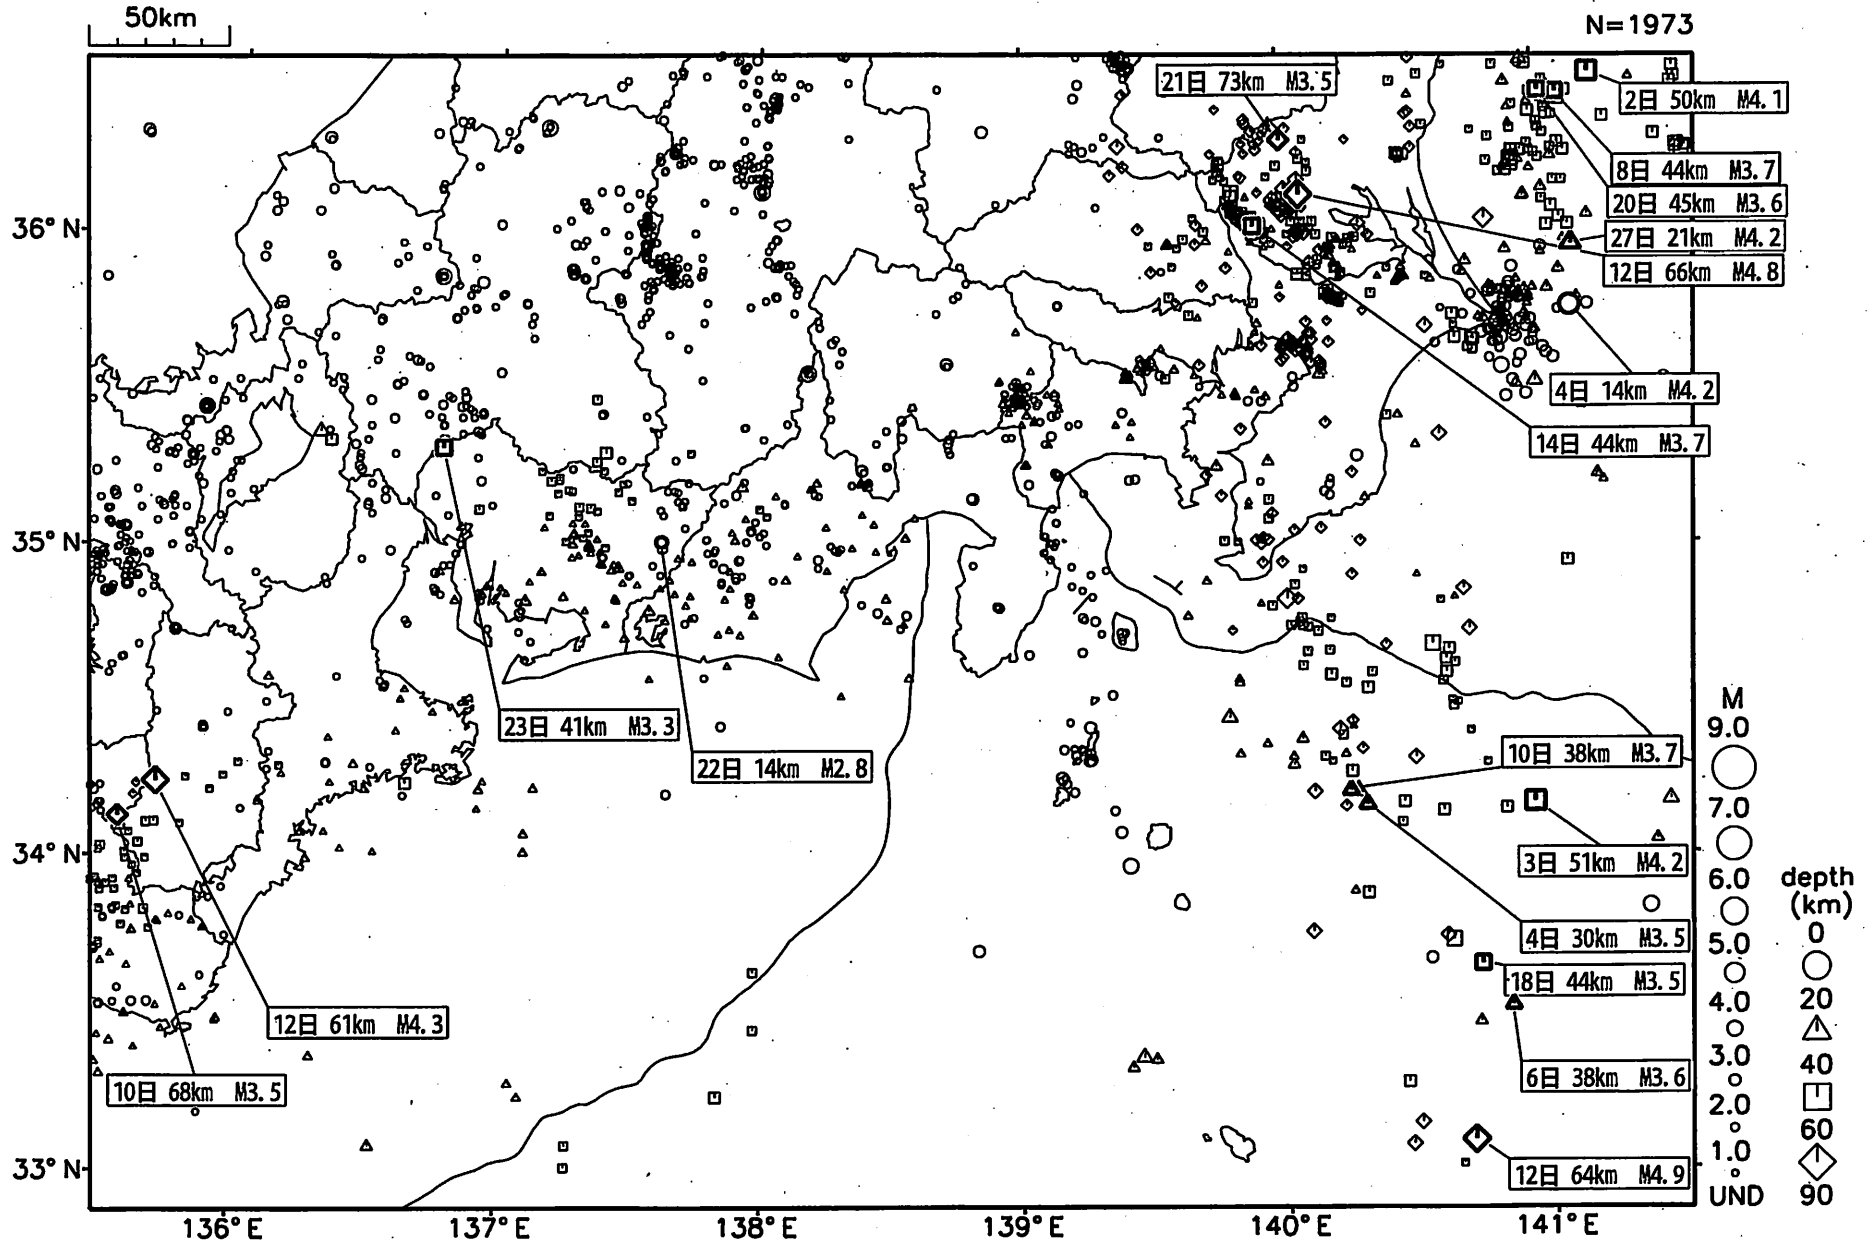 50km
N=1973
21日 73km M3.5
2日 50km M4.1
8日 44km M3.7
20日 45km M3.6
36°N
27日 21km M4.2
12日 66km M4.8
4日 14km M4.2
14日 44km M3.7
35°N
23日 41km M3.3
22日 14km M2.8
10日 38km M3.7
34°N
3日 51km M4.2
4日 30km M3.5
18日 44km M3.5
12日 61km M4.3
10日 68km M3.5
6日 38km M3.6
33°N
12日 64km M4.9
136°E
137°E
138°E
139°E
140°E
141°E
M
9.0
7.0
6.0
5.0
4.0
3.0
2.0
1.0
UND
depth
(km)
0
20
40
60
90